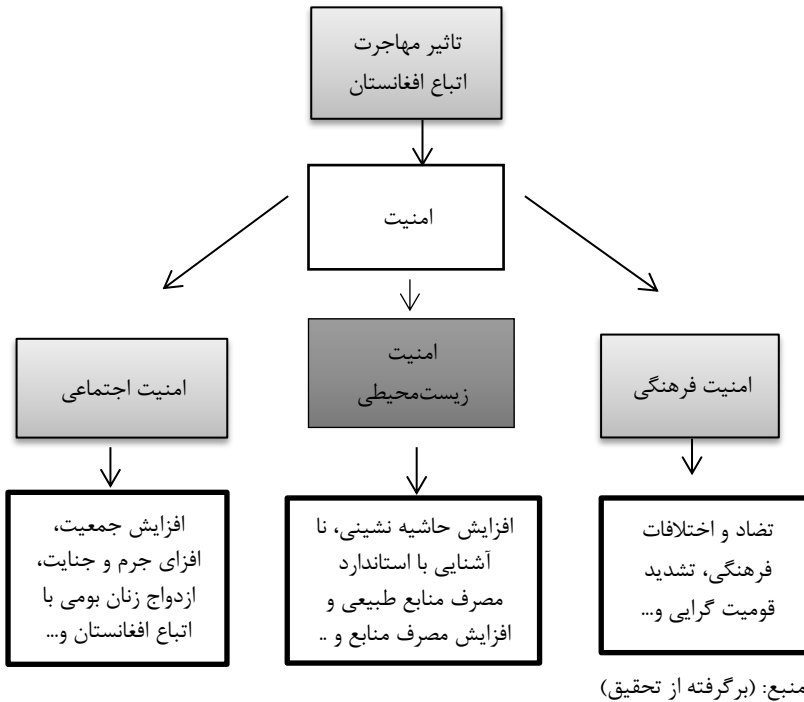 تاثیر مهاجرت
اتباع افغانستان
امنیت
امنیت فرهنگی
امنیت
زیست‌محیطی
امنیت اجتماعی
تضاد و اختلافات
فرهنگی، تشدید
قومیت گرایی و...
افزایش حاشیه نشینی، نا
آشنایی با استاندارد
مصرف منابع طبیعی و
افزایش مصرف منابع و ..
افزایش جمعیت،
افزای جرم و جنایت،
ازدواج زنان بومی با
اتباع افغانستان و...
منبع: (برگرفته از تحقیق)